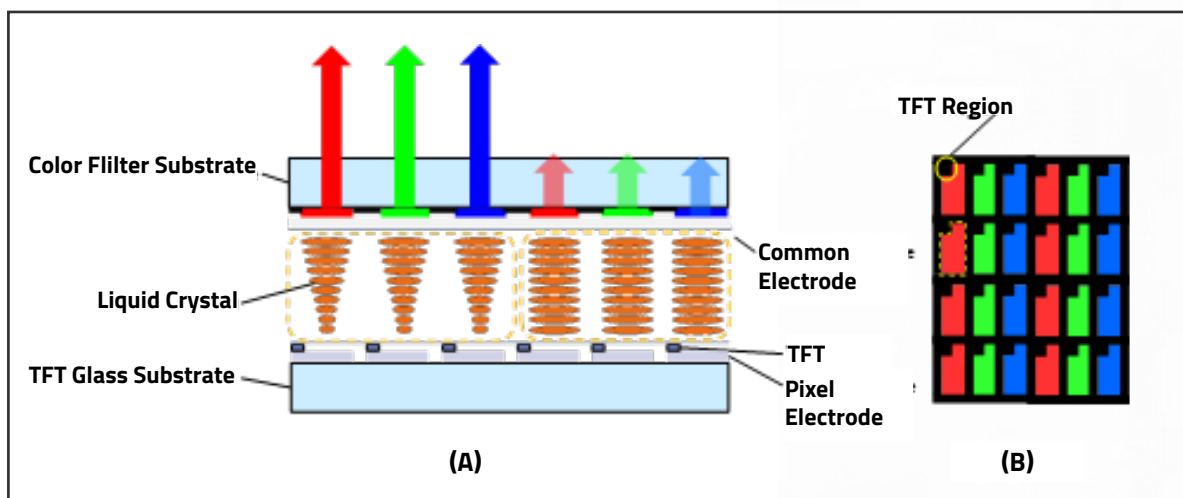 TFT Region
Color Flilter Substrate
Common
Electrode
Liquid Crystal
TFT
TFT Glass Substrate
Pixel
Electrode
(A)
(B)